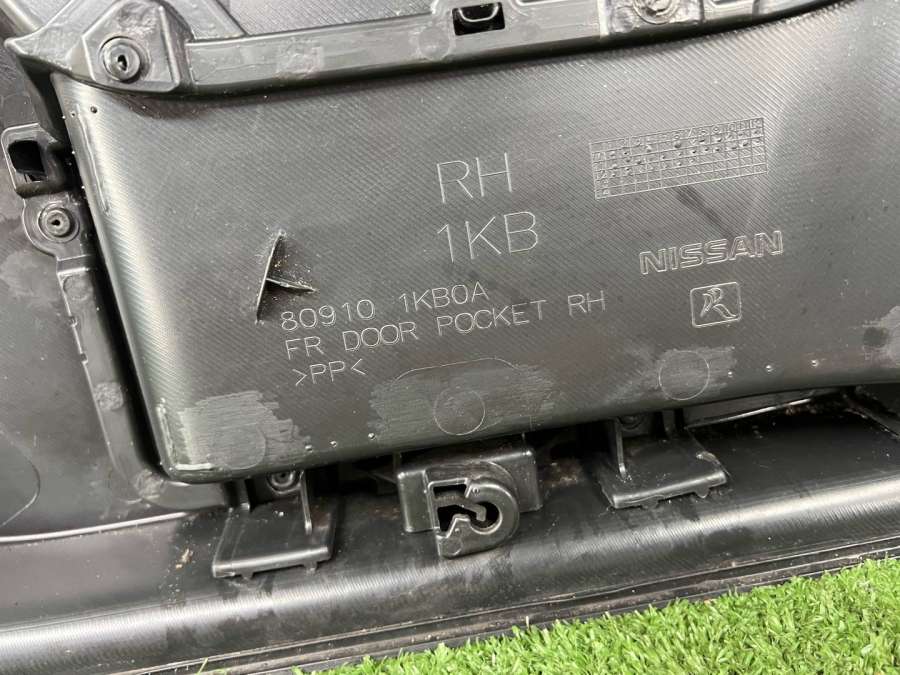 RH
1KB
NISSAN
80910 1KB0A
FR DOOR POCKET RH
>PP<